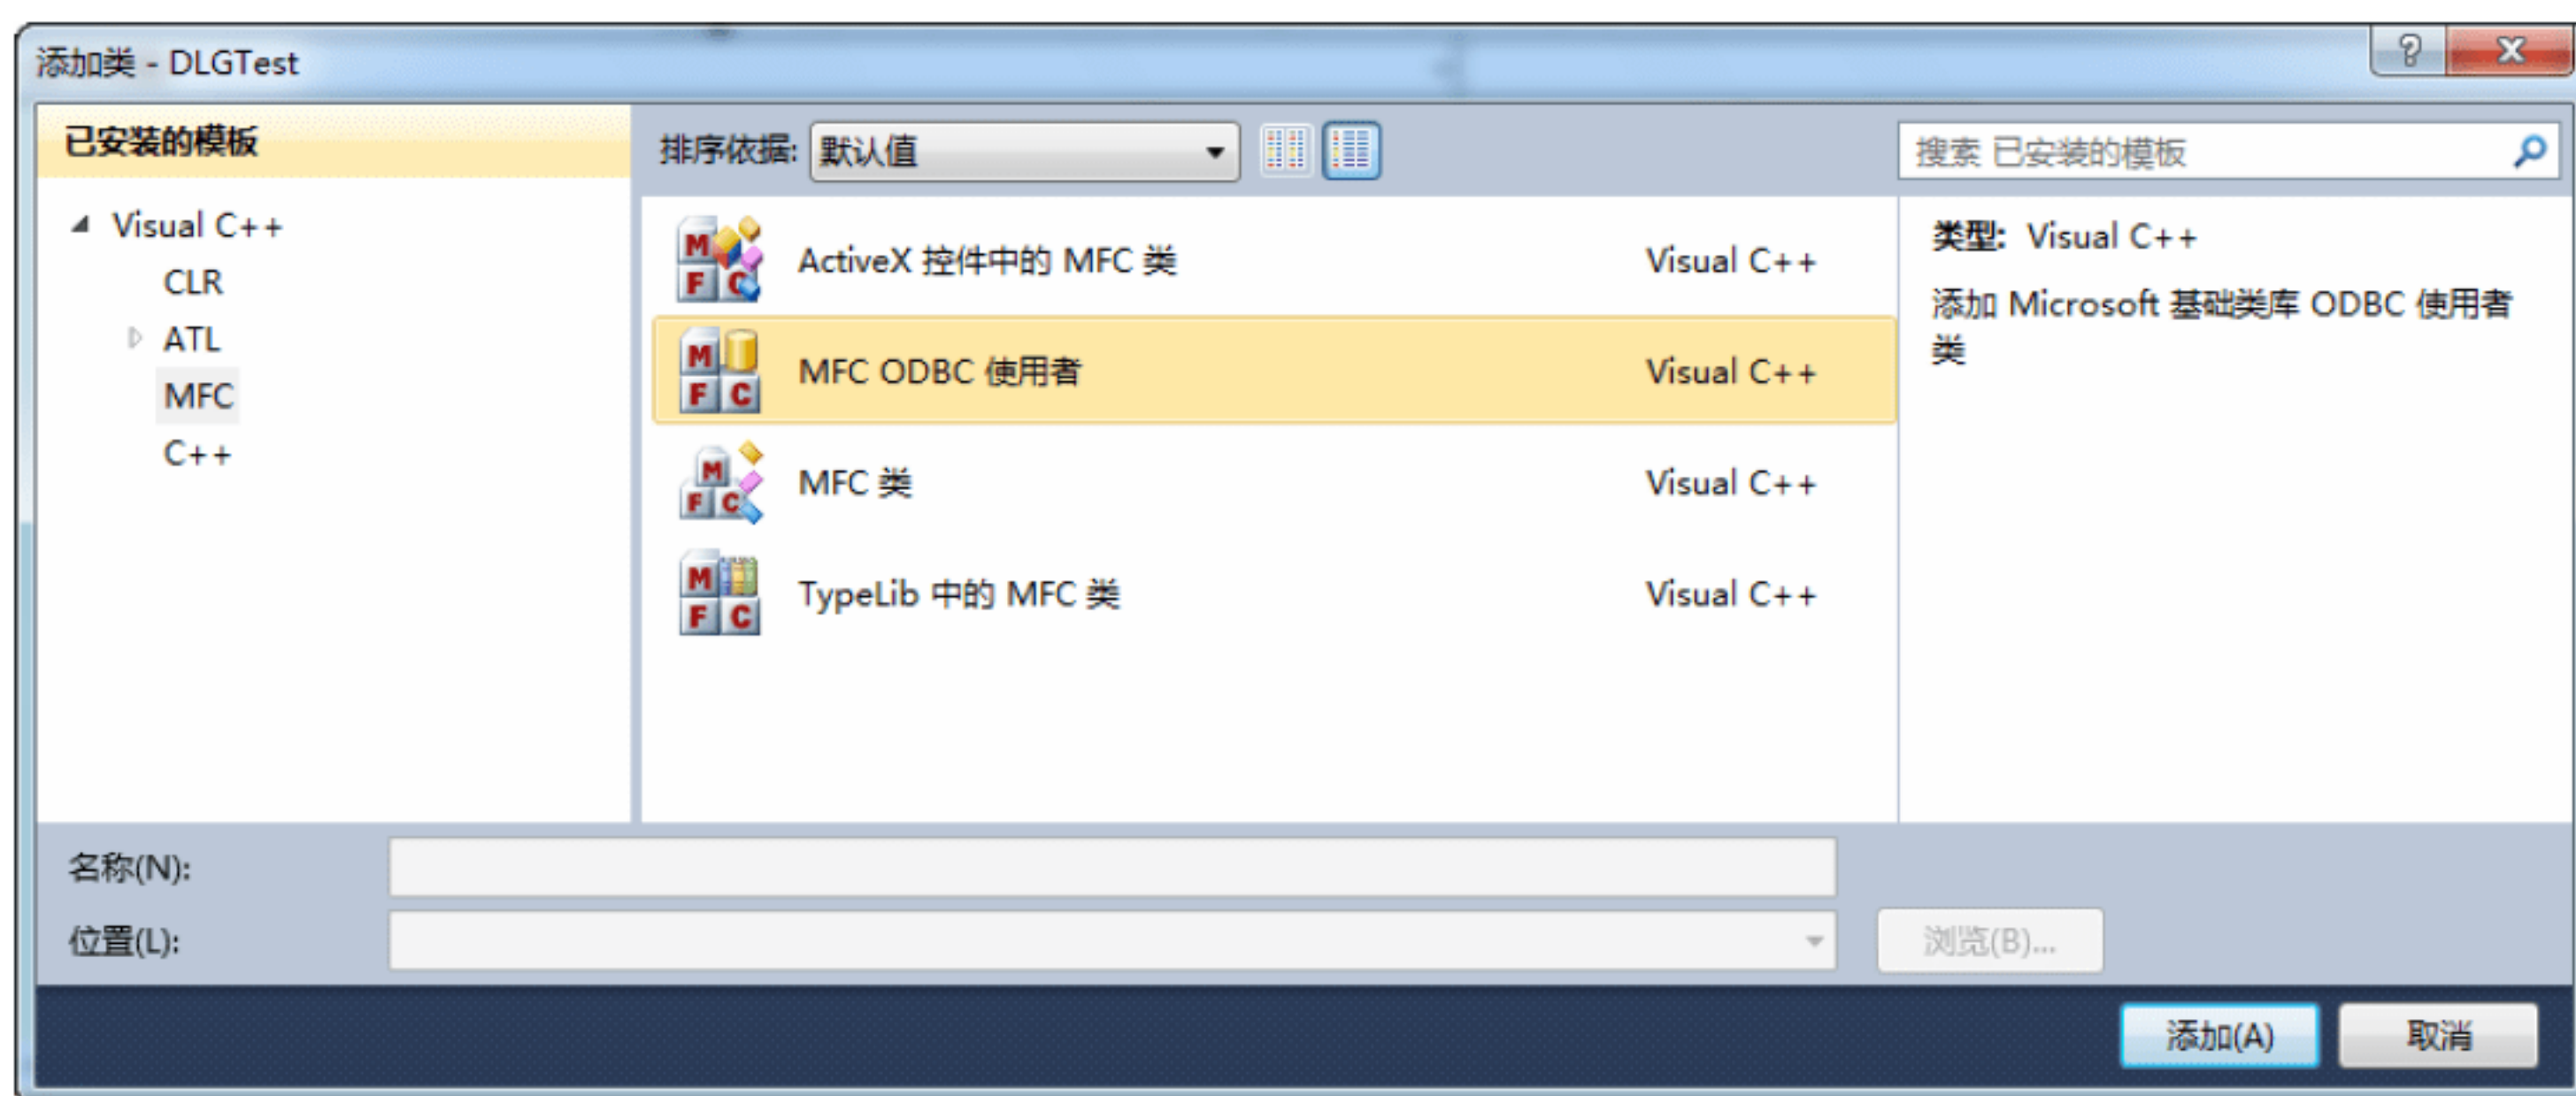 添加类 - DLGTest
已安装的模板
排序依据: 默认值
搜索 已安装的模板
Visual C++
CLR
ATL
MFC
C++
ActiveX 控件中的 MFC 类 Visual C++
MFC ODBC 使用者 Visual C++
MFC 类 Visual C++
TypeLib 中的 MFC 类 Visual C++
类型: Visual C++
添加 Microsoft 基础类库 ODBC 使用者
类
名称(N):
位置(L):
浏览(B)...
添加(A) 取消